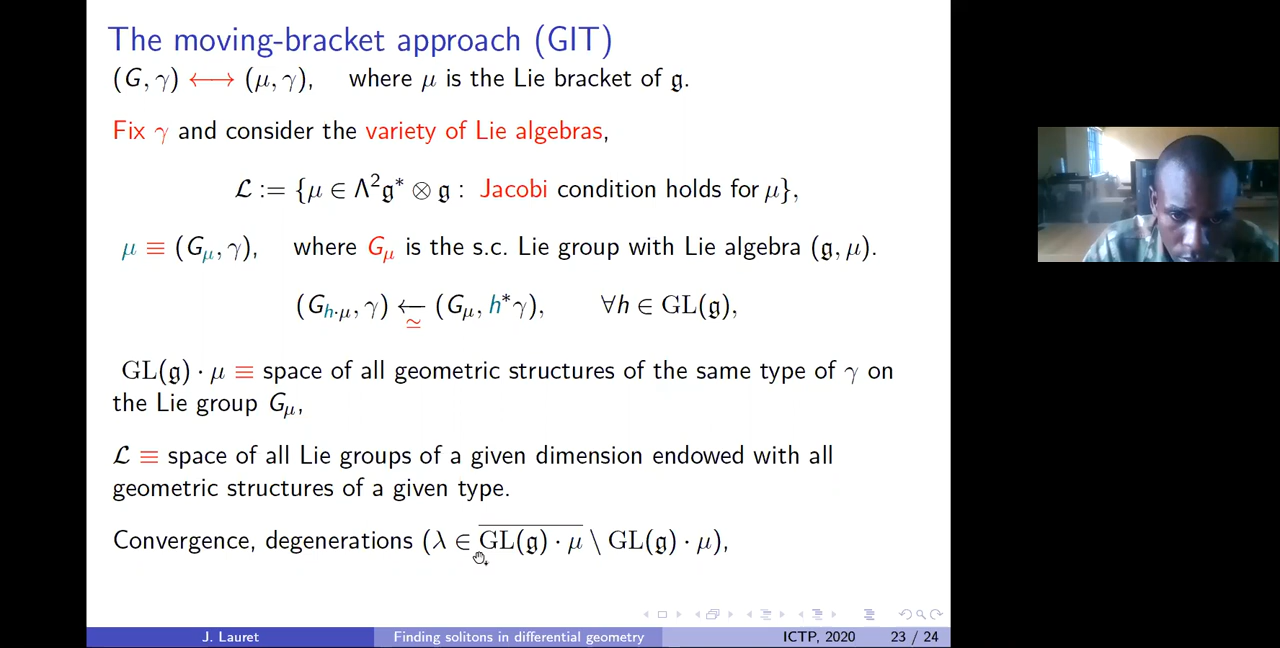 The moving-bracket approach (GIT)
(G, γ) ⟷ (μ, γ), where μ is the Lie bracket of 𝔤.
Fix γ and consider the variety of Lie algebras,
ℒ := {μ ∈ Λ²𝔤* ⊗ 𝔤 : Jacobi condition holds for μ},
μ ≡ (G_μ, γ), where G_μ is the s.c. Lie group with Lie algebra (𝔤, μ).
(G_{h·μ}, γ) ⟵_≃ (G_μ, h*γ), ∀h ∈ GL(𝔤),
GL(𝔤) · μ ≡ space of all geometric structures of the same type of γ on
the Lie group G_μ,
ℒ ≡ space of all Lie groups of a given dimension endowed with all
geometric structures of a given type.
Convergence, degenerations (λ ∈ \overline{GL(𝔤) · μ} \ GL(𝔤) · μ),
J. Lauret Finding solitons in differential geometry ICTP, 2020 23 / 24